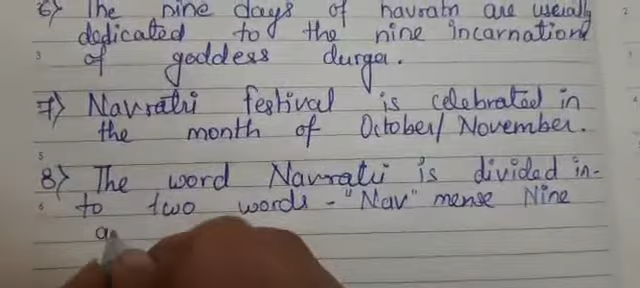 6) The nine days of navratri are usually
dedicated to the nine incarnation
of goddess durga.
7) Navratri festival is celebrated in
the month of October/ November.
8) The word Navratri is divided in-
to two words - "Nav" mense Nine